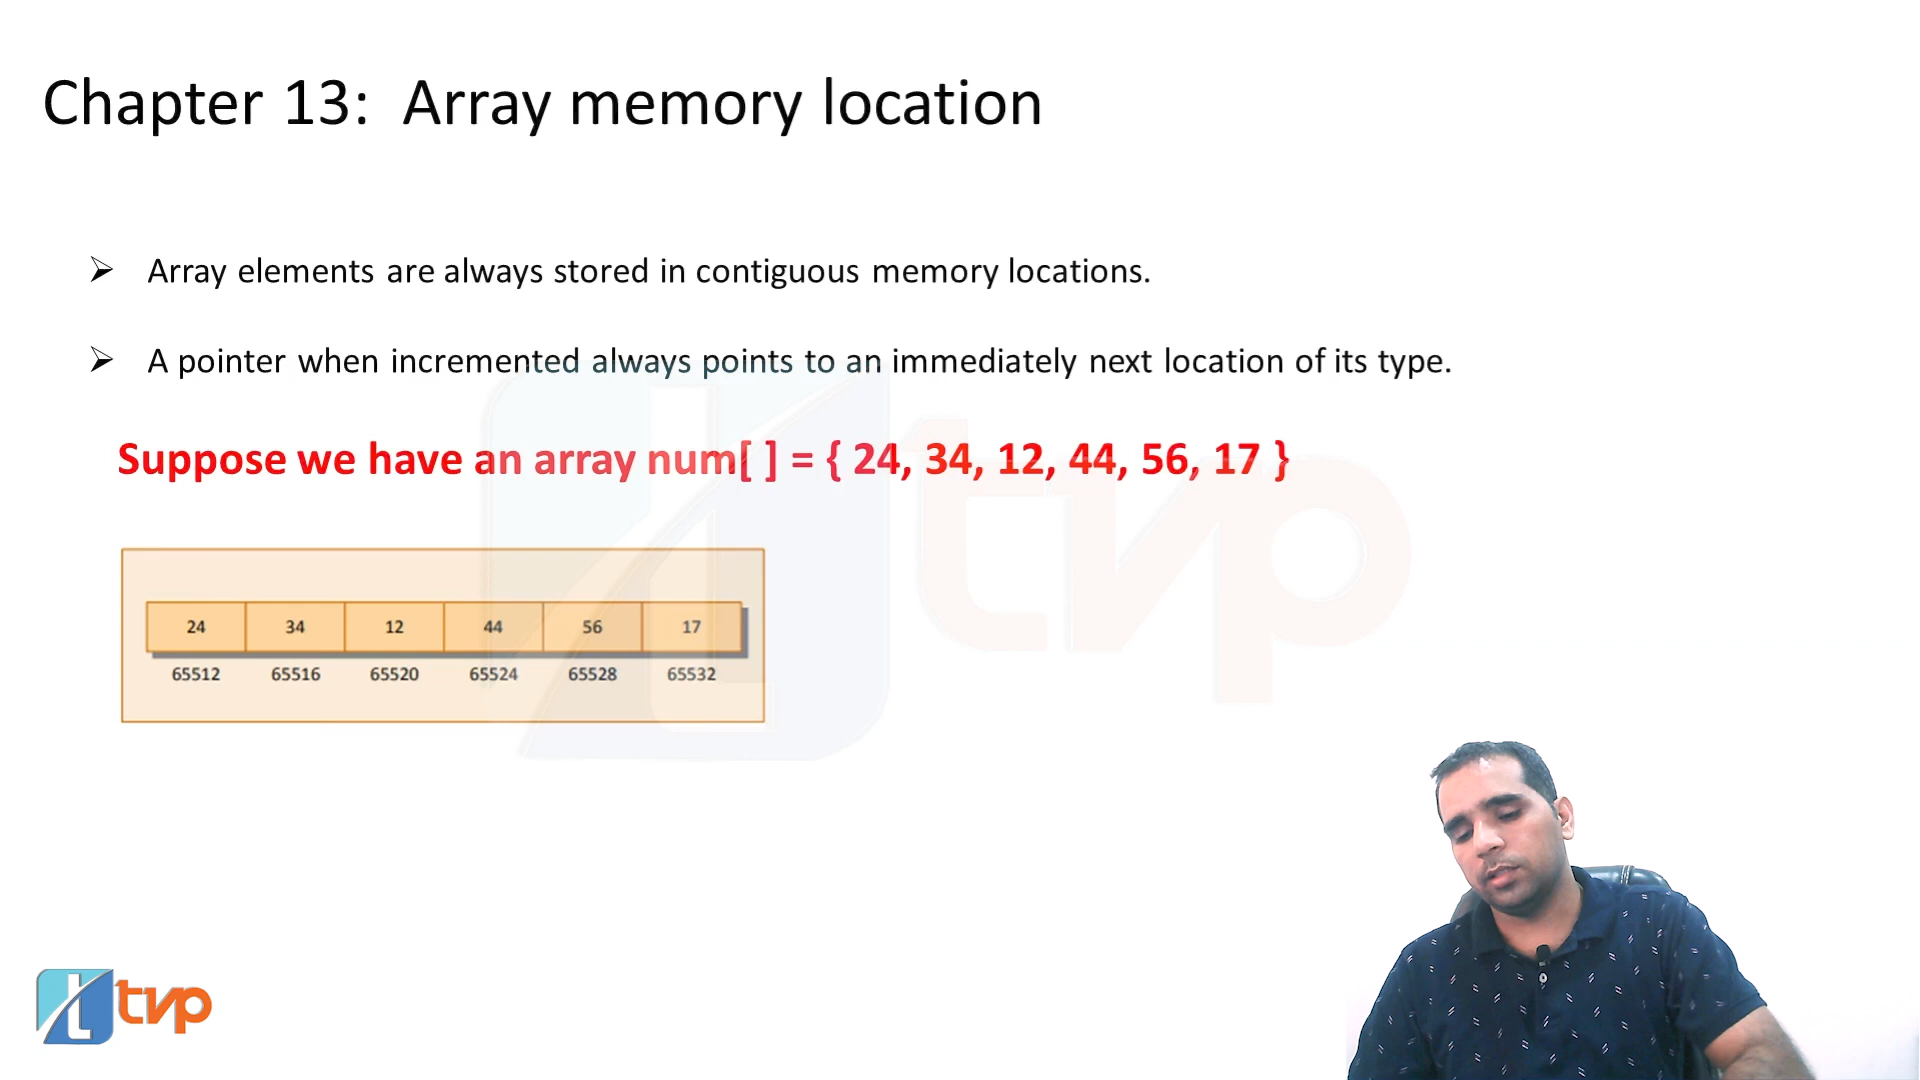 Chapter 13: Array memory location
Array elements are always stored in contiguous memory locations.
A pointer when incremented always points to an immediately next location of its type.
Suppose we have an array num[ ] = { 24, 34, 12, 44, 56, 17 }
24 34 12 44 56 17
65512 65516 65520 65524 65528 65532
tvp
t tvp